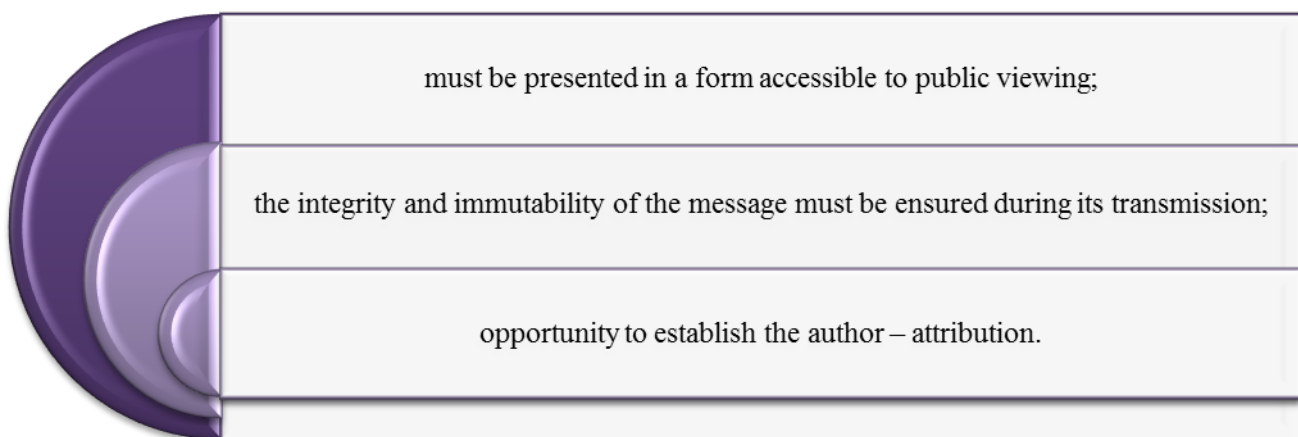 must be presented in a form accessible to public viewing;
the integrity and immutability of the message must be ensured during its transmission;
opportunity to establish the author – attribution.